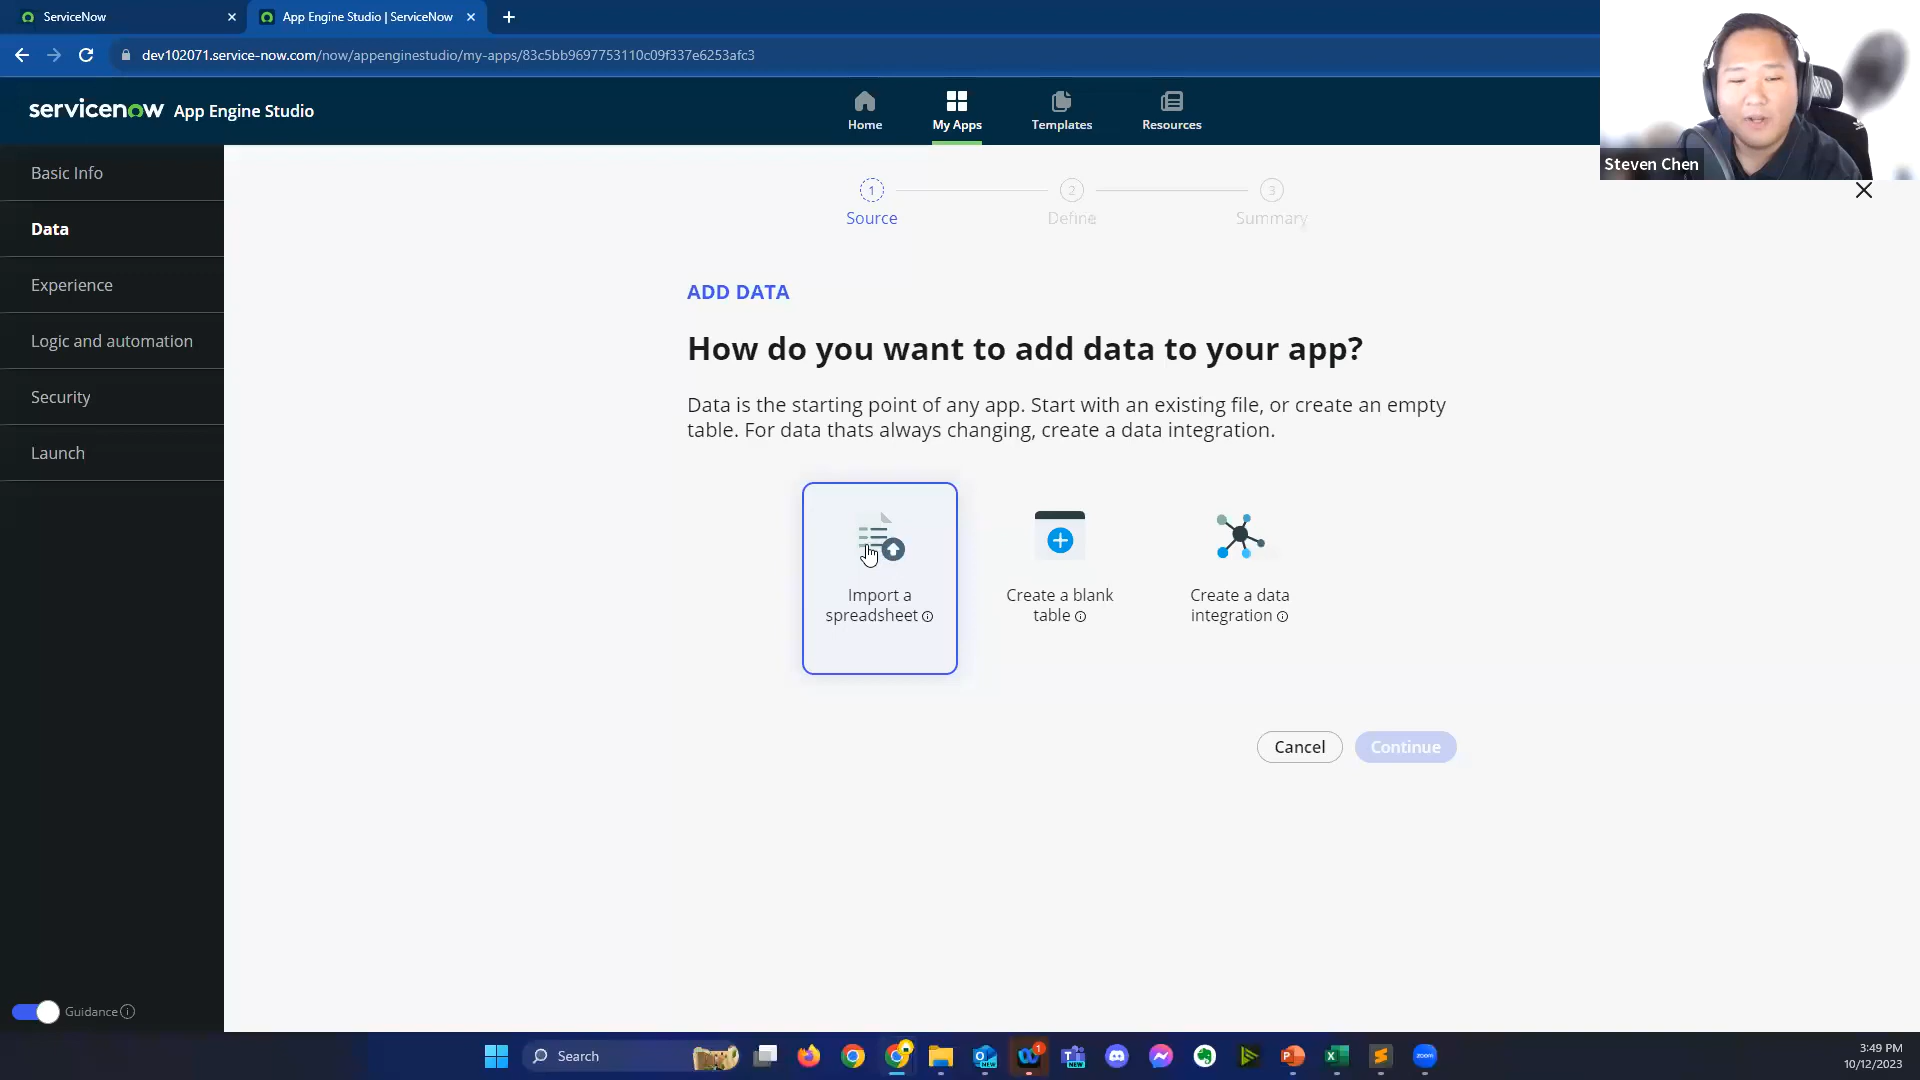 ServiceNow
App Engine Studio | ServiceNow
dev102071.service-now.com/now/appenginestudio/my-apps/83c5bb9697753110c09f337e6253afc3
servicenow App Engine Studio
Home
My Apps
Templates
Resources
Steven Chen
Basic Info
Data
Experience
Logic and automation
Security
Launch
1
2
3
Source
Define
Summary
ADD DATA
How do you want to add data to your app?
Data is the starting point of any app. Start with an existing file, or create an empty
table. For data thats always changing, create a data integration.
Import a
spreadsheet
Create a blank
table
Create a data
integration
Cancel
Continue
Guidance
Search
NEW
1
NEW
zoom
3:49 PM
10/12/2023